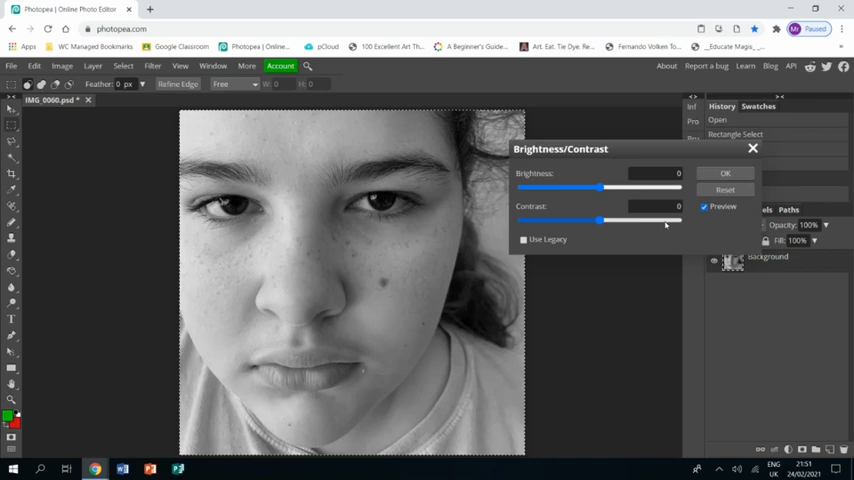 Photopea | Online Photo Editor
photopea.com
Mr Paused
Apps WC Managed Bookmarks Google Classroom Photopea | Online... pCloud 100 Excellent Art Th... A Beginner's Guide... Art. Eat. Tie Dye. Re... Fernando Volken To... __Educate Magis_ -...
File Edit Image Layer Select Filter View Window More Account About Report a bug Learn Blog API
Feather: 0 px Refine Edge Free W: 0 H: 0
IMG_0060.psd *
Inf History Swatches
Pro Open
Rectangle Select
Brightness/Contrast
Brightness: 0 OK
Reset
Contrast: 0 Preview
Use Legacy
Paths
Opacity: 100%
Fill: 100%
Background
ENG 21:51
UK 24/02/2021